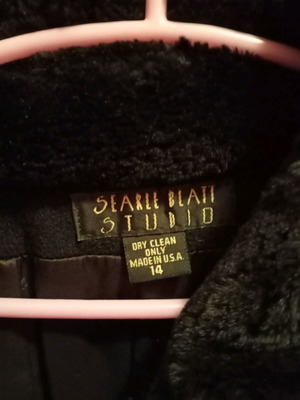 SEARLE BLATT
STUDIO
DRY CLEAN
ONLY
MADE IN U.S.A.
14